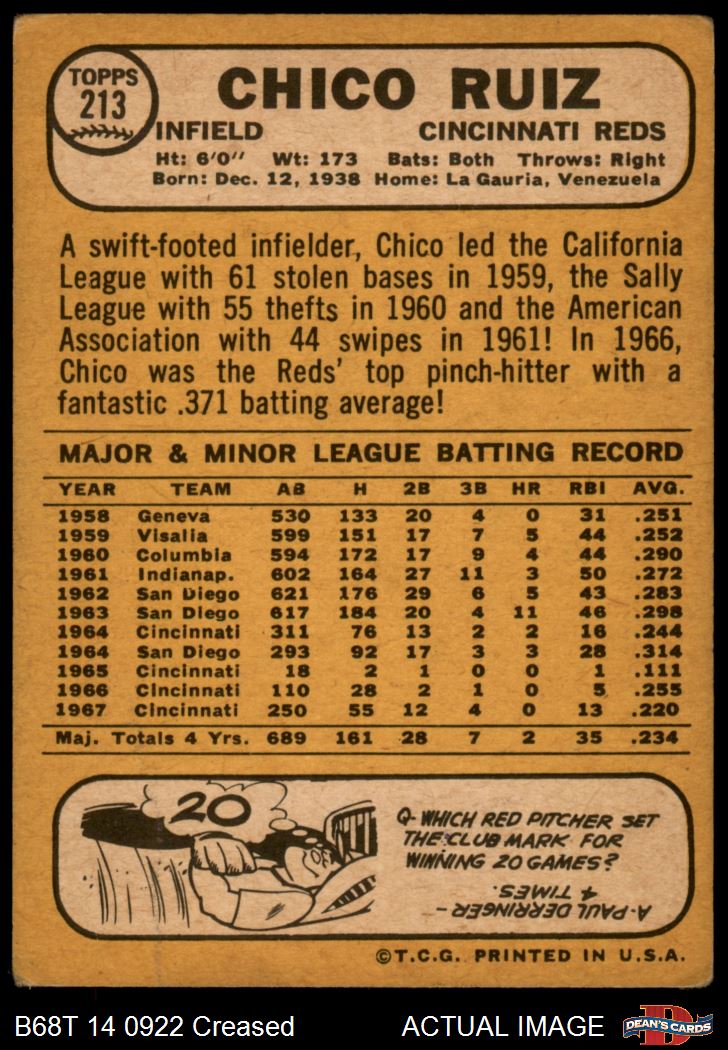 TOPPS
213
CHICO RUIZ
INFIELD CINCINNATI REDS
Ht: 6'0" Wt: 173 Bats: Both Throws: Right
Born: Dec. 12, 1938 Home: La Gauria, Venezuela
A swift-footed infielder, Chico led the California
League with 61 stolen bases in 1959, the Sally
League with 55 thefts in 1960 and the American
Association with 44 swipes in 1961! In 1966,
Chico was the Reds' top pinch-hitter with a
fantastic .371 batting average!
MAJOR & MINOR LEAGUE BATTING RECORD
YEAR TEAM AB H 2B 3B HR RBI AVG.
1958 Geneva 530 133 20 4 0 31 .251
1959 Visalia 599 151 17 7 5 44 .252
1960 Columbia 594 172 17 9 4 44 .290
1961 Indianap. 602 164 27 11 3 50 .272
1962 San Diego 621 176 29 6 5 43 .283
1963 San Diego 617 184 20 4 11 46 .298
1964 Cincinnati 311 76 13 2 2 16 .244
1964 San Diego 293 92 17 3 3 28 .314
1965 Cincinnati 18 2 1 0 0 1 .111
1966 Cincinnati 110 28 2 1 0 5 .255
1967 Cincinnati 250 55 12 4 0 13 .220
Maj. Totals 4 Yrs. 689 161 28 7 2 35 .234
20
Q- WHICH RED PITCHER SET
THE CLUB MARK FOR
WINNING 20 GAMES?
A- PAUL DERRINGER -
4 TIMES.
©T.C.G. PRINTED IN U.S.A.
B68T 14 0922 Creased ACTUAL IMAGE
DEAN'S CARDS